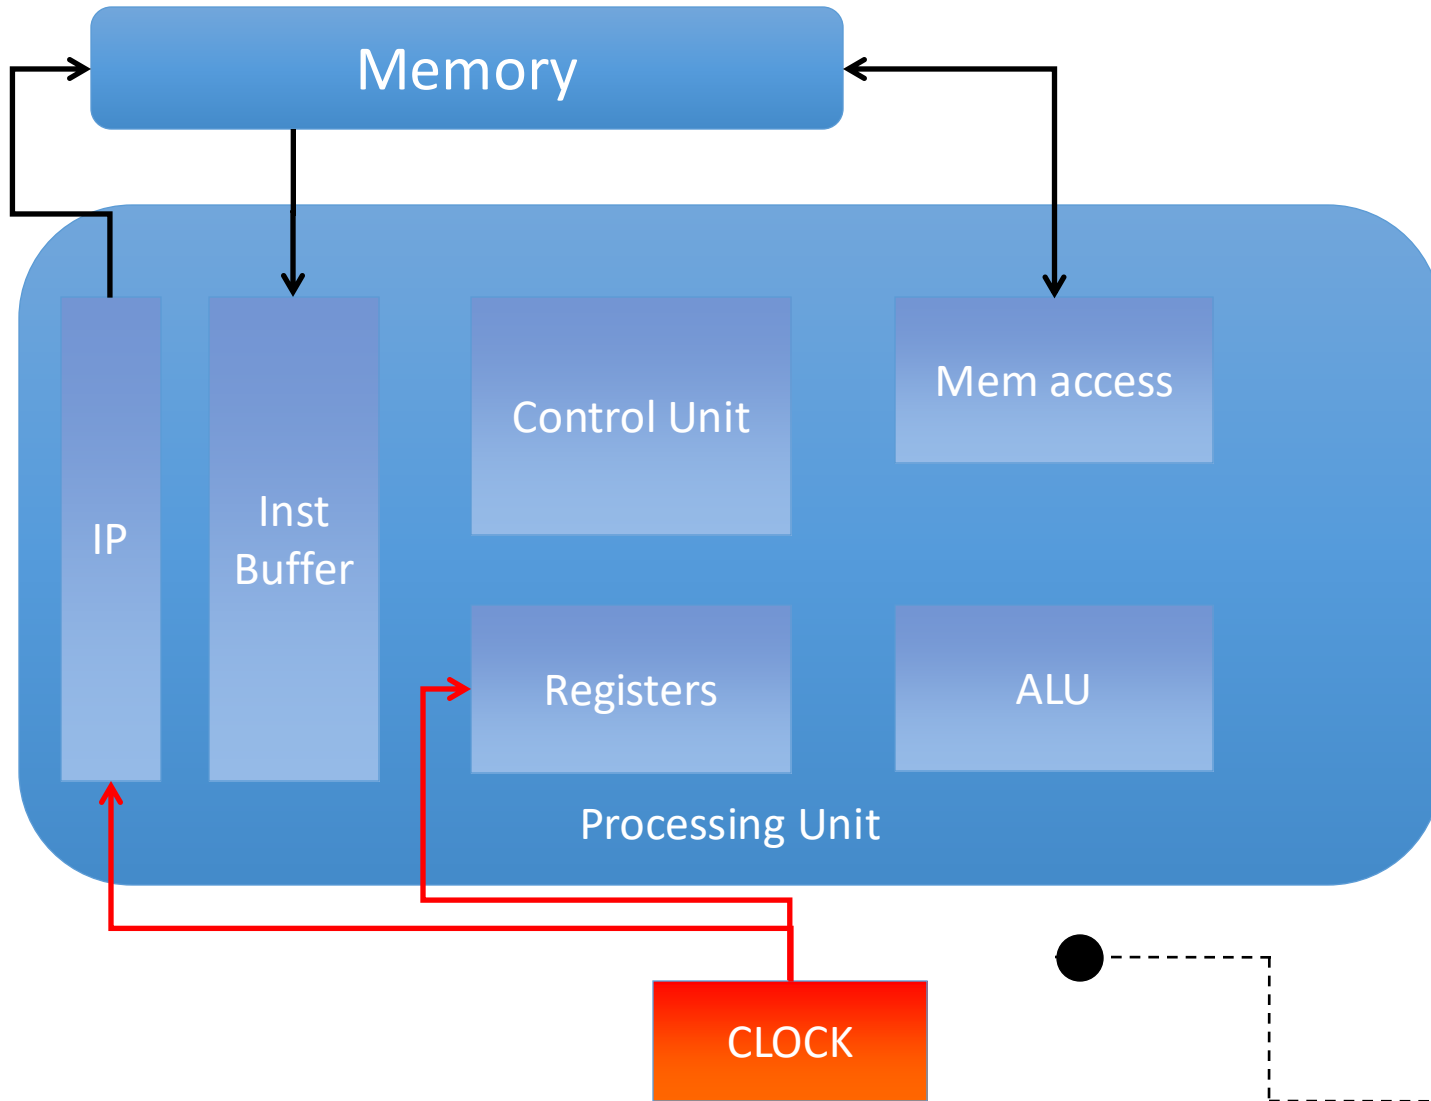 Memory
IP
Inst
Buffer
Control Unit
Mem access
Registers
ALU
Processing Unit
CLOCK